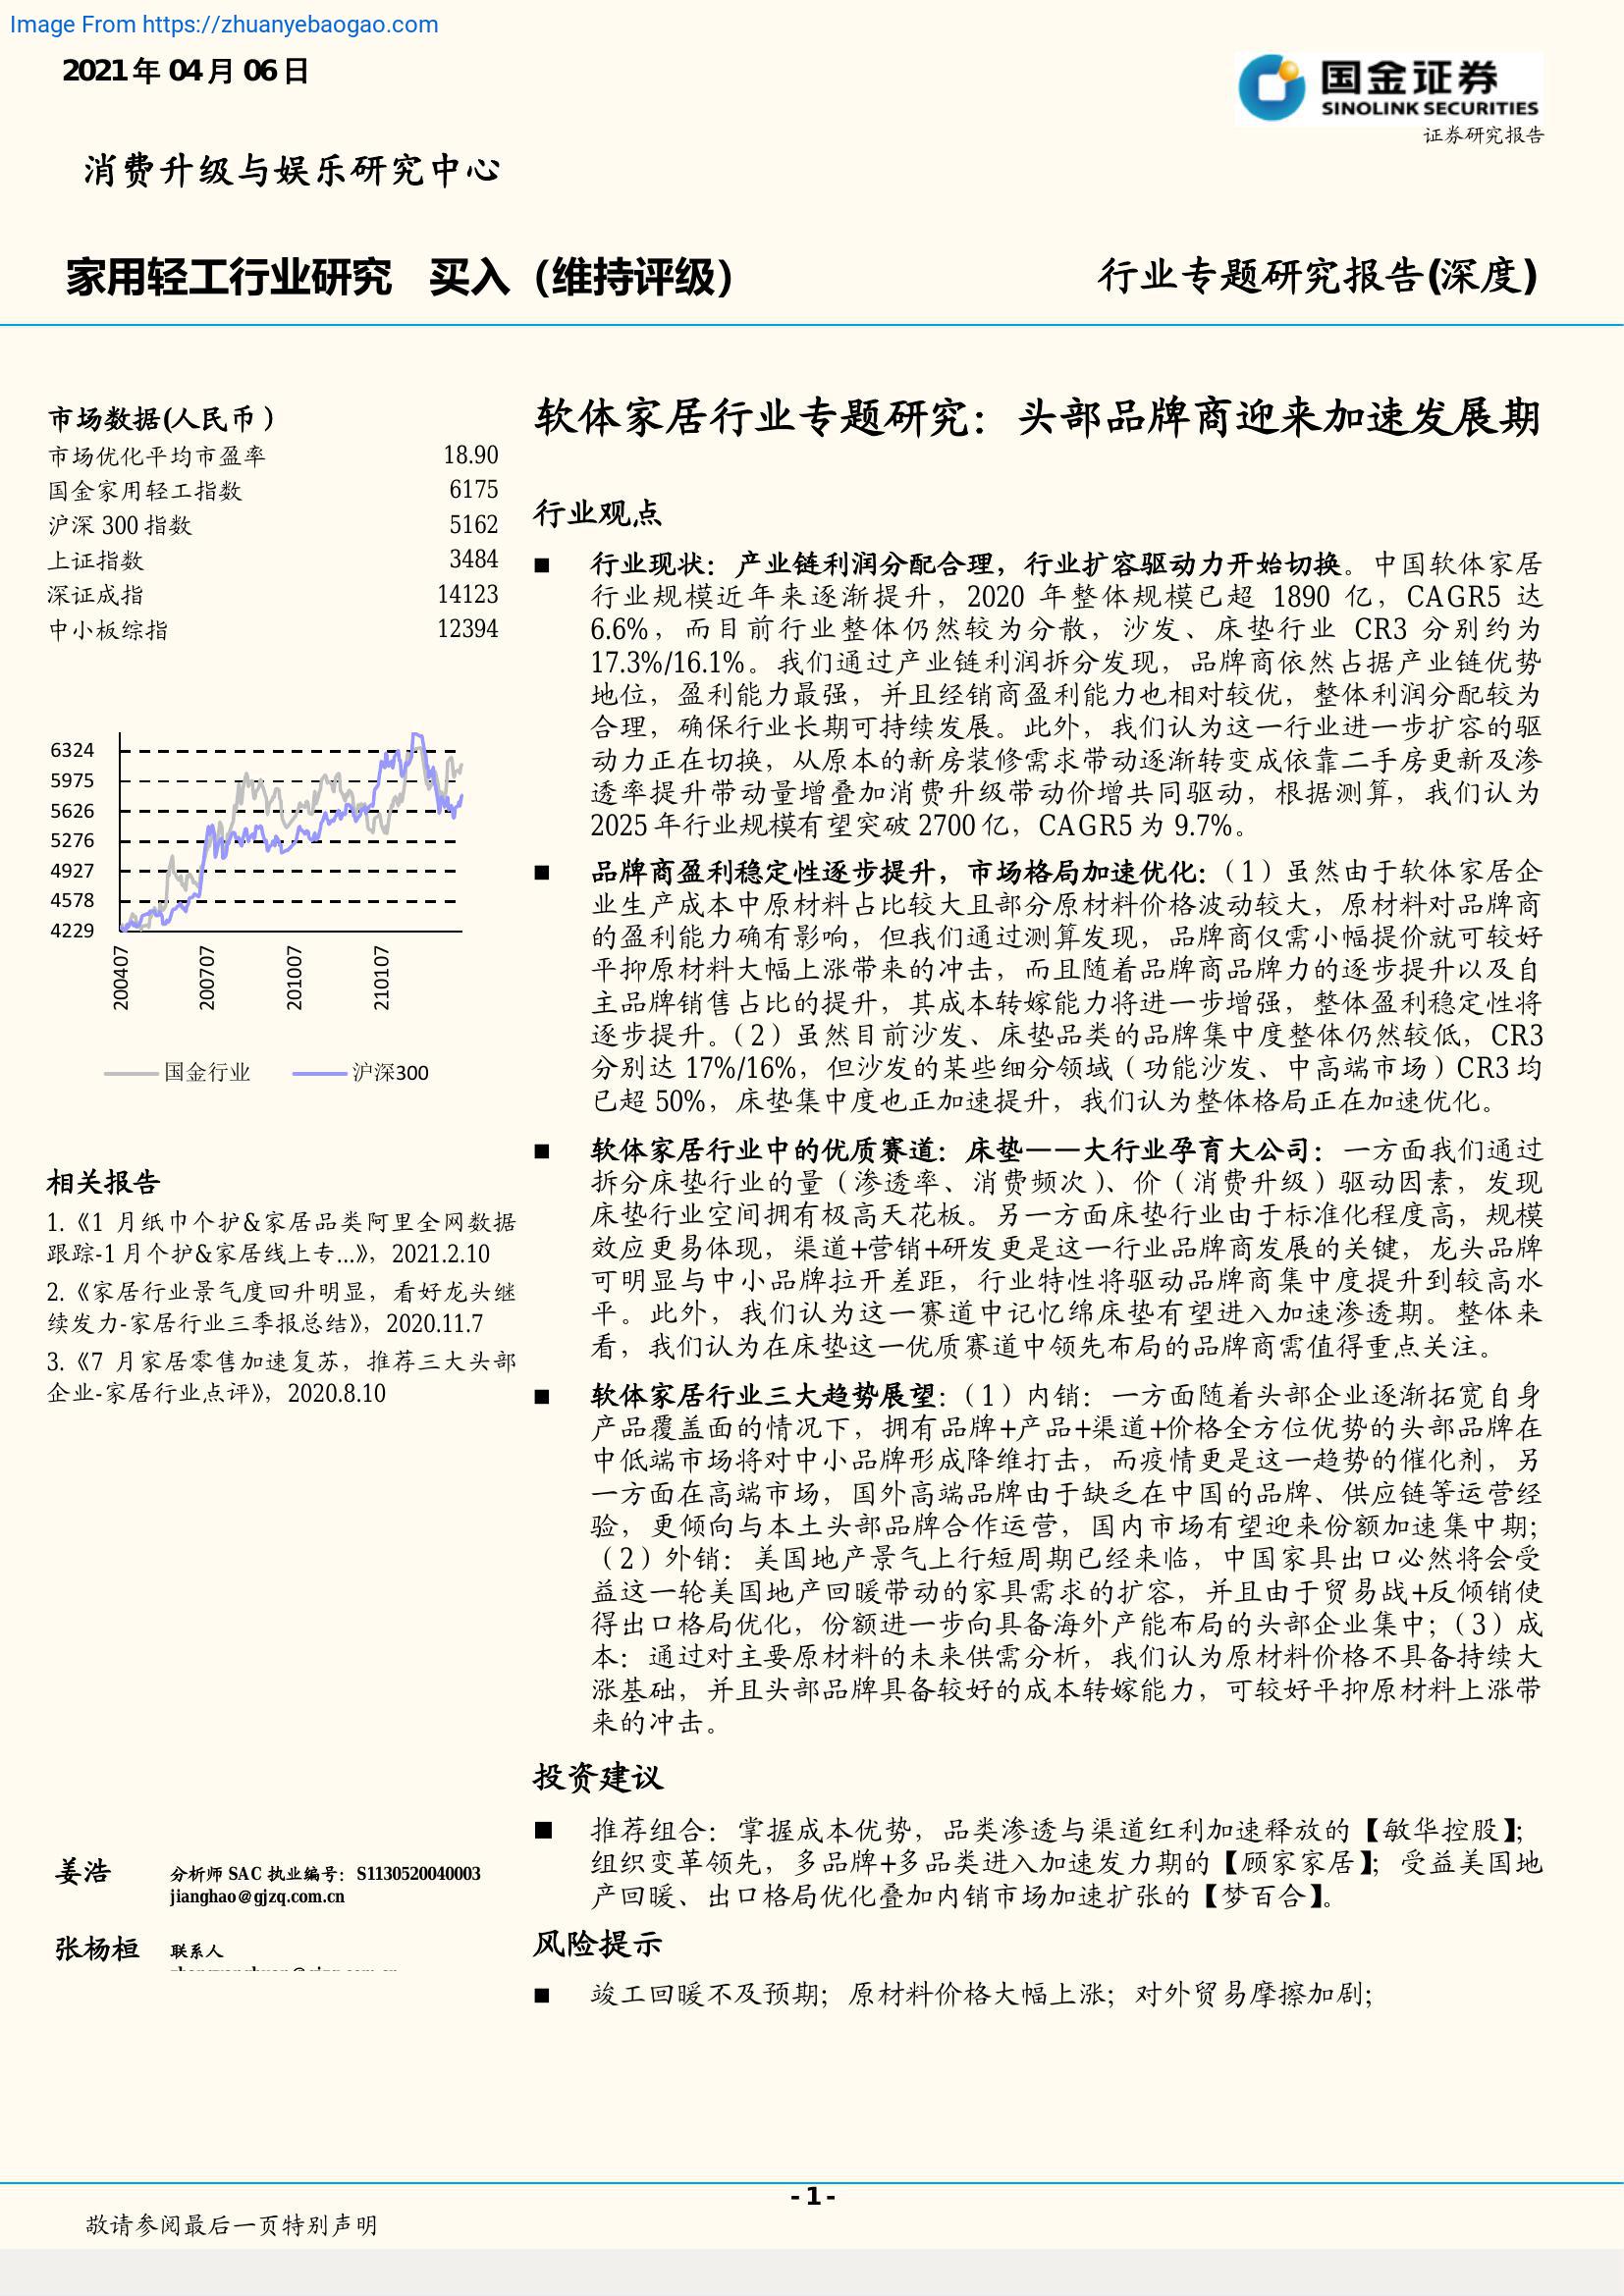 Image From https://zhuanyebaogao.com
2021 年 04 月 06 日
国金证券
SINOLINK SECURITIES
证券研究报告
消费升级与娱乐研究中心
家用轻工行业研究 买入（维持评级）
行业专题研究报告(深度)
市场数据(人民币）
市场优化平均市盈率 18.90
国金家用轻工指数 6175
沪深 300 指数 5162
上证指数 3484
深证成指 14123
中小板综指 12394
6324
5975
5626
5276
4927
4578
4229
200407
200707
201007
210107
国金行业 沪深300
相关报告
1.《1 月纸巾个护&家居品类阿里全网数据
跟踪-1 月个护&家居线上专...》，2021.2.10
2.《家居行业景气度回升明显，看好龙头继
续发力-家居行业三季报总结》，2020.11.7
3.《7 月家居零售加速复苏，推荐三大头部
企业-家居行业点评》，2020.8.10
姜浩 分析师 SAC 执业编号：S1130520040003
jianghao@gjzq.com.cn
张杨桓 联系人
软体家居行业专题研究：头部品牌商迎来加速发展期
行业观点
■ 行业现状：产业链利润分配合理，行业扩容驱动力开始切换。中国软体家居
行业规模近年来逐渐提升，2020 年整体规模已超 1890 亿，CAGR5 达
6.6%，而目前行业整体仍然较为分散，沙发、床垫行业 CR3 分别约为
17.3%/16.1%。我们通过产业链利润拆分发现，品牌商依然占据产业链优势
地位，盈利能力最强，并且经销商盈利能力也相对较优，整体利润分配较为
合理，确保行业长期可持续发展。此外，我们认为这一行业进一步扩容的驱
动力正在切换，从原本的新房装修需求带动逐渐转变成依靠二手房更新及渗
透率提升带动量增叠加消费升级带动价增共同驱动，根据测算，我们认为
2025 年行业规模有望突破 2700 亿，CAGR5 为 9.7%。
■ 品牌商盈利稳定性逐步提升，市场格局加速优化：（1）虽然由于软体家居企
业生产成本中原材料占比较大且部分原材料价格波动较大，原材料对品牌商
的盈利能力确有影响，但我们通过测算发现，品牌商仅需小幅提价就可较好
平抑原材料大幅上涨带来的冲击，而且随着品牌商品牌力的逐步提升以及自
主品牌销售占比的提升，其成本转嫁能力将进一步增强，整体盈利稳定性将
逐步提升。（2）虽然目前沙发、床垫品类的品牌集中度整体仍然较低，CR3
分别达 17%/16%，但沙发的某些细分领域（功能沙发、中高端市场）CR3 均
已超 50%，床垫集中度也正加速提升，我们认为整体格局正在加速优化。
■ 软体家居行业中的优质赛道：床垫——大行业孕育大公司：一方面我们通过
拆分床垫行业的量（渗透率、消费频次）、价（消费升级）驱动因素，发现
床垫行业空间拥有极高天花板。另一方面床垫行业由于标准化程度高，规模
效应更易体现，渠道+营销+研发更是这一行业品牌商发展的关键，龙头品牌
可明显与中小品牌拉开差距，行业特性将驱动品牌商集中度提升到较高水
平。此外，我们认为这一赛道中记忆绵床垫有望进入加速渗透期。整体来
看，我们认为在床垫这一优质赛道中领先布局的品牌商需值得重点关注。
■ 软体家居行业三大趋势展望：（1）内销：一方面随着头部企业逐渐拓宽自身
产品覆盖面的情况下，拥有品牌+产品+渠道+价格全方位优势的头部品牌在
中低端市场将对中小品牌形成降维打击，而疫情更是这一趋势的催化剂，另
一方面在高端市场，国外高端品牌由于缺乏在中国的品牌、供应链等运营经
验，更倾向与本土头部品牌合作运营，国内市场有望迎来份额加速集中期；
（2）外销：美国地产景气上行短周期已经来临，中国家具出口必然将会受
益这一轮美国地产回暖带动的家具需求的扩容，并且由于贸易战+反倾销使
得出口格局优化，份额进一步向具备海外产能布局的头部企业集中；（3）成
本：通过对主要原材料的未来供需分析，我们认为原材料价格不具备持续大
涨基础，并且头部品牌具备较好的成本转嫁能力，可较好平抑原材料上涨带
来的冲击。
投资建议
■ 推荐组合：掌握成本优势，品类渗透与渠道红利加速释放的【敏华控股】；
组织变革领先，多品牌+多品类进入加速发力期的【顾家家居】；受益美国地
产回暖、出口格局优化叠加内销市场加速扩张的【梦百合】。
风险提示
■ 竣工回暖不及预期；原材料价格大幅上涨；对外贸易摩擦加剧；
- 1 -
敬请参阅最后一页特别声明